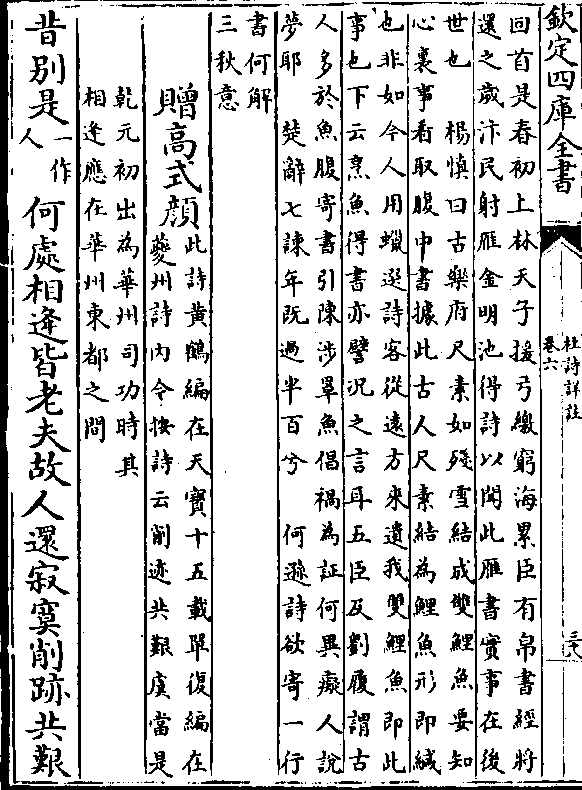 欽定四庫全書
杜詩詳註
卷六
回首是春初上林天子援弓繳窮海累臣有帛書經將
還之歲汴民射雁金明池得詩以聞此雁書實事在後
世也　楊慎曰古樂府尺素如殘雪結成雙鯉魚要知
心裏事看取腹中書據此古人尺素結為鯉魚形即緘
也非如今人用蠟選詩客從遠方來遺我雙鯉魚即此
事也下云烹魚得書亦譬況之言耳五臣及劉履謂古
人多於魚腹寄書引陳涉罩魚倡禍為証何異癡人說
夢耶　楚辭七諫年既過半百兮　何遜詩欲寄一行
書何解
三秋意
贈高式顔
此詩黃鶴編在天寶十五載單復編在
夔州詩内今按詩云削迹共艱虞當是
乾元初出為華州司功時其
相逢應在華州東都之間
昔别是
一作
人
何處相逢皆老夫故人還寂寞削跡共艱